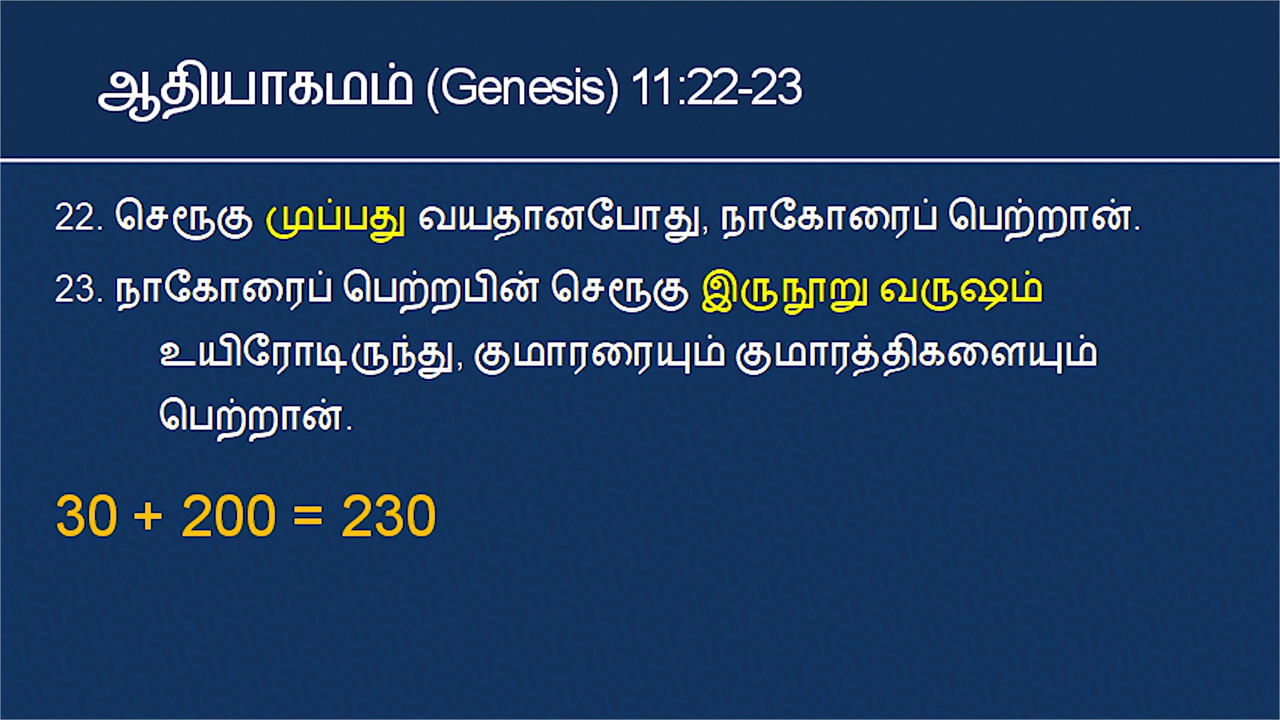 ஆதியாகமம் (Genesis) 11:22-23
22. செரூகு முப்பது வயதானபோது, நாகோரைப் பெற்றான்.
23. நாகோரைப் பெற்றபின் செரூகு இருநூறு வருஷம்
உயிரோடிருந்து, குமாரரையும் குமாரத்திகளையும்
பெற்றான்.
30 + 200 = 230